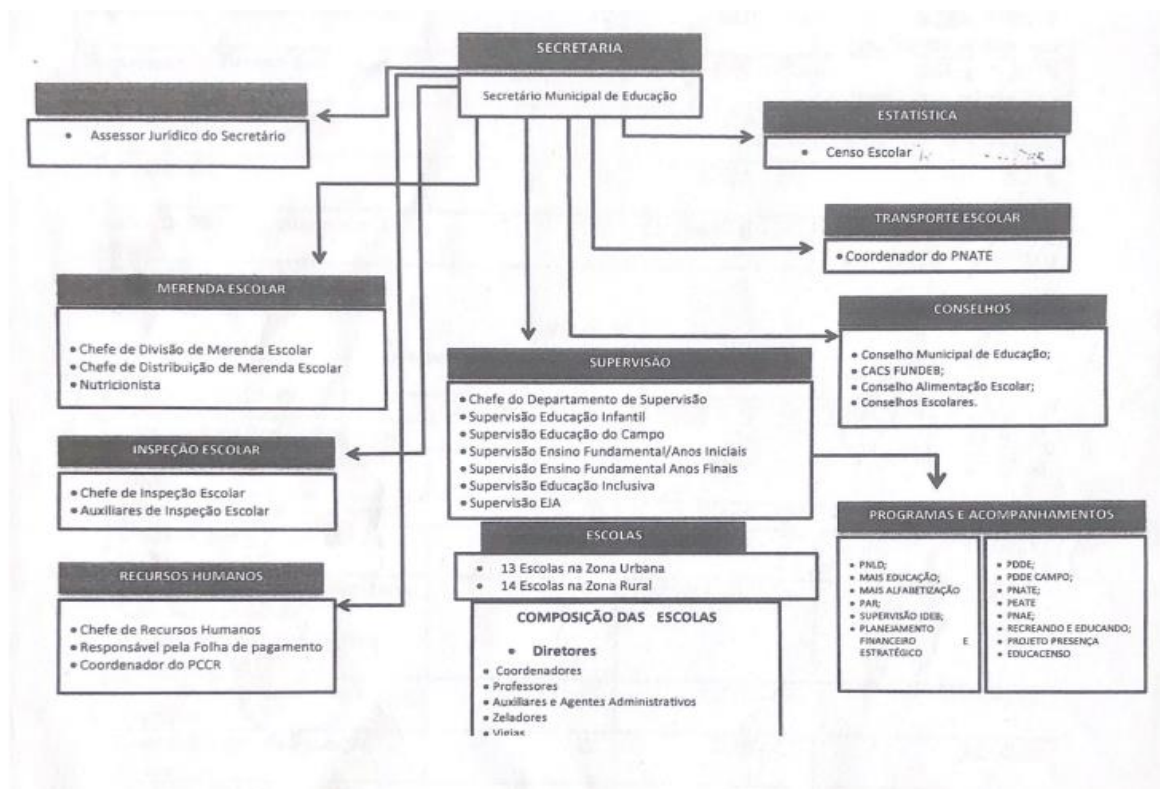 SECRETARIA
Secretário Municipal de Educação
• Assessor Jurídico do Secretário
ESTATÍSTICA
• Censo Escolar
TRANSPORTE ESCOLAR
• Coordenador do PNATE
MERENDA ESCOLAR
• Chefe de Divisão de Merenda Escolar
• Chefe de Distribuição de Merenda Escolar
• Nutricionista
CONSELHOS
• Conselho Municipal de Educação;
• CACS FUNDEB;
• Conselho Alimentação Escolar;
• Conselhos Escolares.
SUPERVISÃO
• Chefe do Departamento de Supervisão
• Supervisão Educação Infantil
• Supervisão Educação do Campo
• Supervisão Ensino Fundamental/Anos Iniciais
• Supervisão Ensino Fundamental Anos Finais
• Supervisão Educação Inclusiva
• Supervisão EJA
INSPEÇÃO ESCOLAR
• Chefe de Inspeção Escolar
• Auxiliares de Inspeção Escolar
PROGRAMAS E ACOMPANHAMENTOS
• PNLD;
• MAIS EDUCAÇÃO;
• MAIS ALFABETIZAÇÃO
• PAR;
• SUPERVISÃO IDEB;
• PLANEJAMENTO
FINANCEIRO E
ESTRATÉGICO
• PDDE;
• PDDE CAMPO;
• PNATE;
• PEATE
• PNAE;
• RECREANDO E EDUCANDO;
• PROJETO PRESENÇA
• EDUCACENSO
ESCOLAS
• 13 Escolas na Zona Urbana
• 14 Escolas na Zona Rural
RECURSOS HUMANOS
• Chefe de Recursos Humanos
• Responsável pela Folha de pagamento
• Coordenador do PCCR
COMPOSIÇÃO DAS ESCOLAS
• Diretores
• Coordenadores
• Professores
• Auxiliares e Agentes Administrativos
• Zeladores
• Vigias